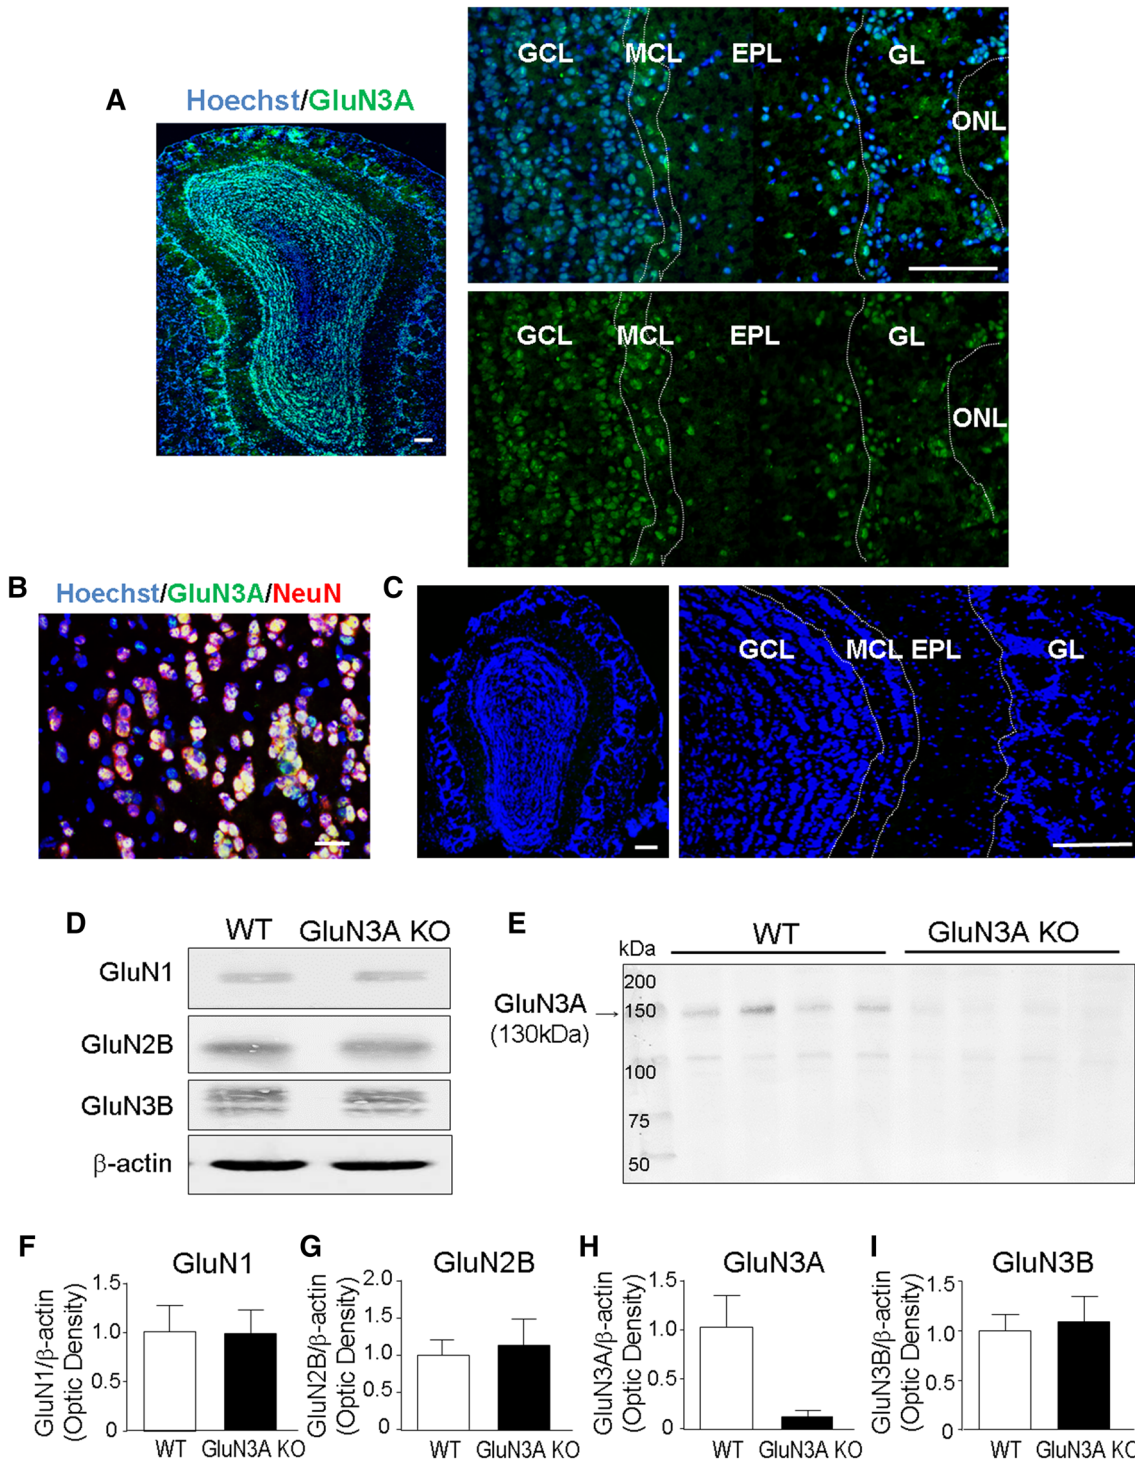 A
Hoechst/GluN3A
GCL MCL EPL GL
ONL
GCL MCL EPL GL
ONL
B
Hoechst/GluN3A/NeuN
C
GCL MCL EPL GL
D
WT GluN3A KO
GluN1
GluN2B
GluN3B
β-actin
E
kDa WT GluN3A KO
GluN3A
(130kDa)
200
150
100
75
50
F
GluN1
GluN1/β-actin
(Optic Density)
1.5
1.0
0.5
0
WT GluN3A KO
G
GluN2B
GluN2B/β-actin
(Optic Density)
2.0
1.5
1.0
0.5
0
WT GluN3A KO
H
GluN3A
GluN3A/β-actin
(Optic Density)
1.5
1.0
0.5
0
WT GluN3A KO
I
GluN3B
GluN3B/β-actin
(Optic Density)
1.5
1.0
0.5
0
WT GluN3A KO